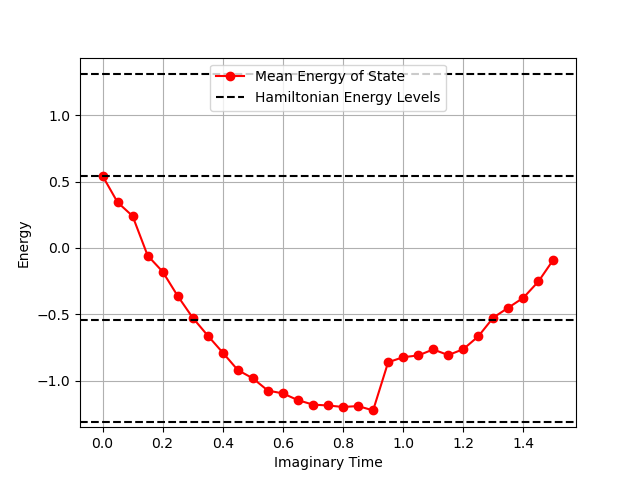 Mean Energy of State
Hamiltonian Energy Levels
1.0
0.5
0.0
−0.5
−1.0
Energy
0.0 0.2 0.4 0.6 0.8 1.0 1.2 1.4
Imaginary Time